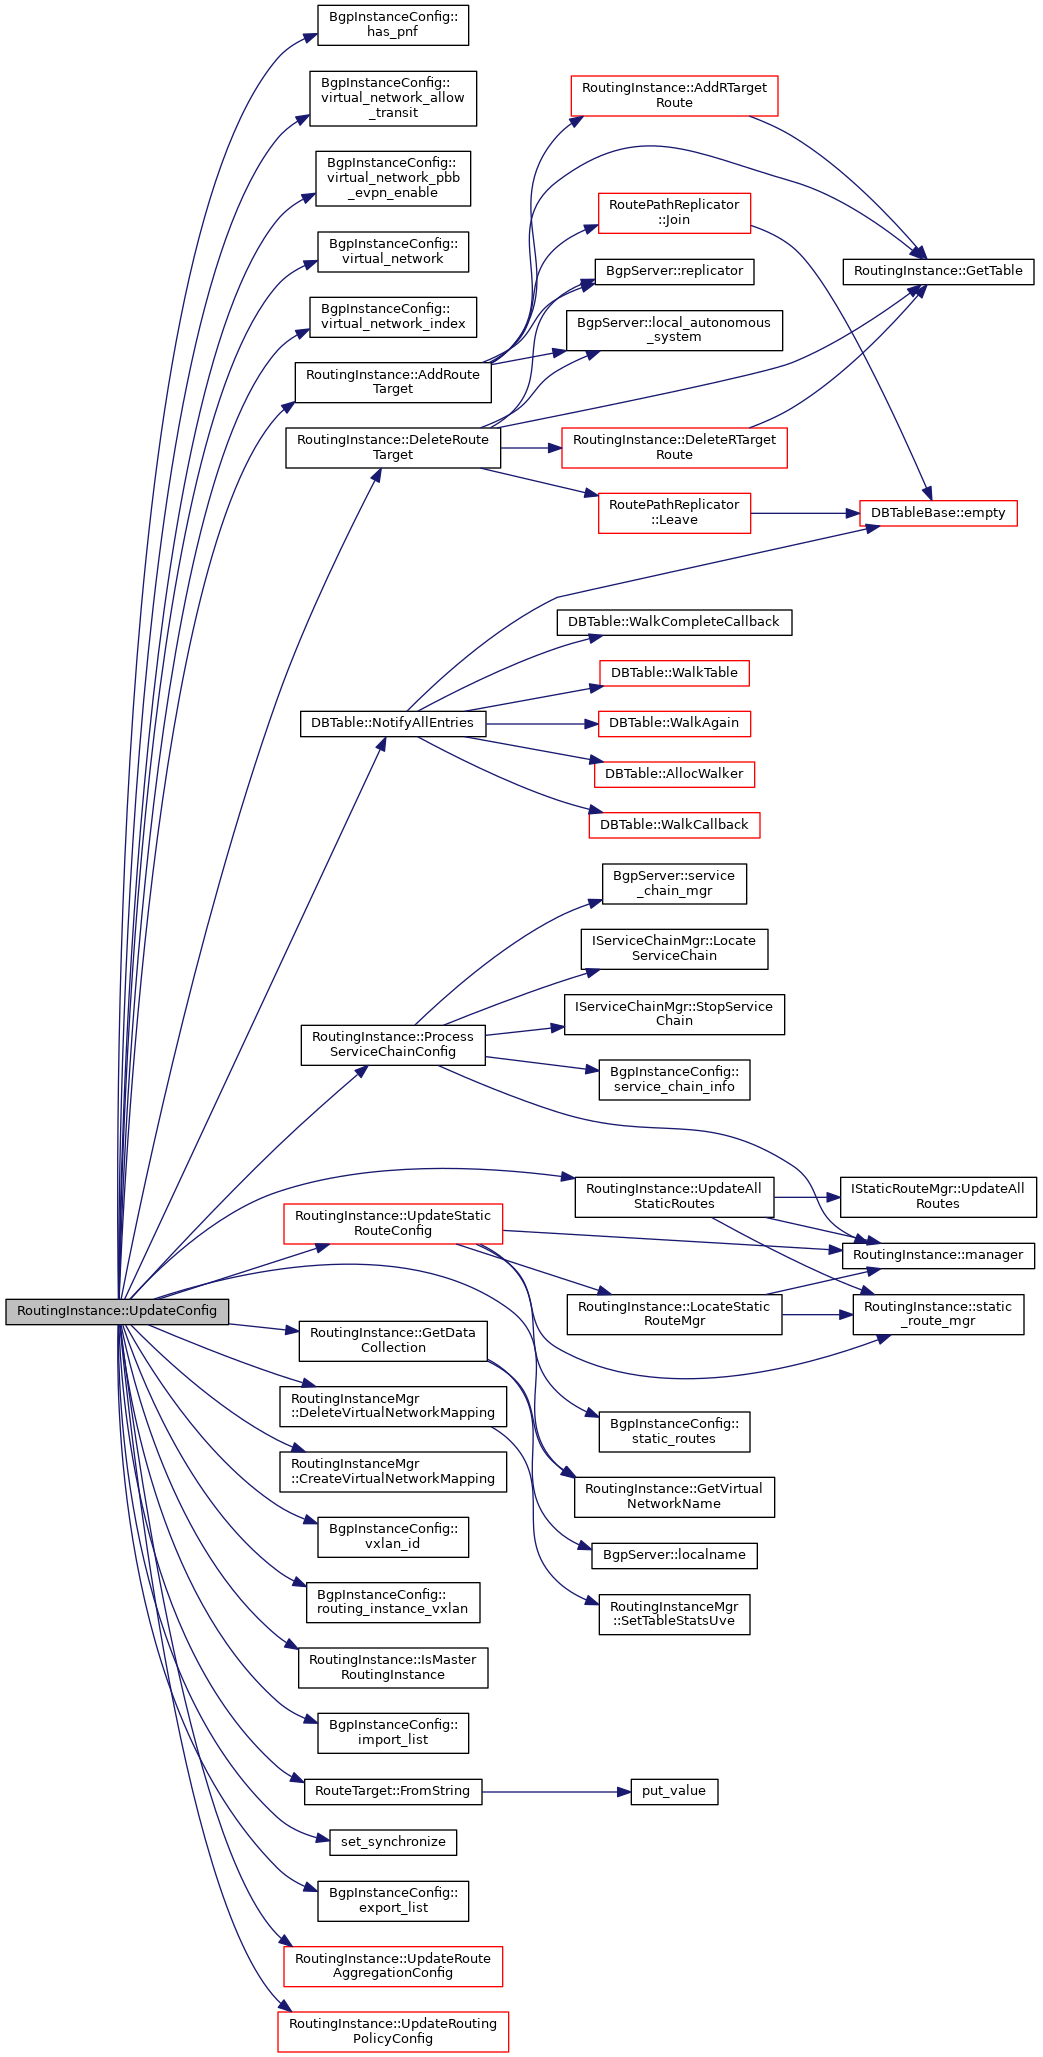 BgpInstanceConfig::
has_pnf
BgpInstanceConfig::
virtual_network_allow
_transit
BgpInstanceConfig::
virtual_network_pbb
_evpn_enable
BgpInstanceConfig::
virtual_network
BgpInstanceConfig::
virtual_network_index
RoutingInstance::AddRoute
Target
RoutingInstance::DeleteRoute
Target
RoutingInstance::AddRTarget
Route
RoutePathReplicator
::Join
BgpServer::replicator
BgpServer::local_autonomous
_system
RoutingInstance::GetTable
RoutingInstance::DeleteRTarget
Route
RoutePathReplicator
::Leave
DBTableBase::empty
DBTable::NotifyAllEntries
DBTable::WalkCompleteCallback
DBTable::WalkTable
DBTable::WalkAgain
DBTable::AllocWalker
DBTable::WalkCallback
RoutingInstance::Process
ServiceChainConfig
BgpServer::service
_chain_mgr
IServiceChainMgr::Locate
ServiceChain
IServiceChainMgr::StopService
Chain
BgpInstanceConfig::
service_chain_info
RoutingInstance::UpdateAll
StaticRoutes
IStaticRouteMgr::UpdateAll
Routes
RoutingInstance::UpdateStatic
RouteConfig
RoutingInstance::manager
RoutingInstance::UpdateConfig
RoutingInstance::LocateStatic
RouteMgr
RoutingInstance::static
_route_mgr
RoutingInstance::GetData
Collection
RoutingInstanceMgr
::DeleteVirtualNetworkMapping
BgpInstanceConfig::
static_routes
RoutingInstanceMgr
::CreateVirtualNetworkMapping
RoutingInstance::GetVirtual
NetworkName
BgpInstanceConfig::
vxlan_id
BgpServer::localname
BgpInstanceConfig::
routing_instance_vxlan
RoutingInstanceMgr
::SetTableStatsUve
RoutingInstance::IsMaster
RoutingInstance
BgpInstanceConfig::
import_list
RouteTarget::FromString
put_value
set_synchronize
BgpInstanceConfig::
export_list
RoutingInstance::UpdateRoute
AggregationConfig
RoutingInstance::UpdateRouting
PolicyConfig